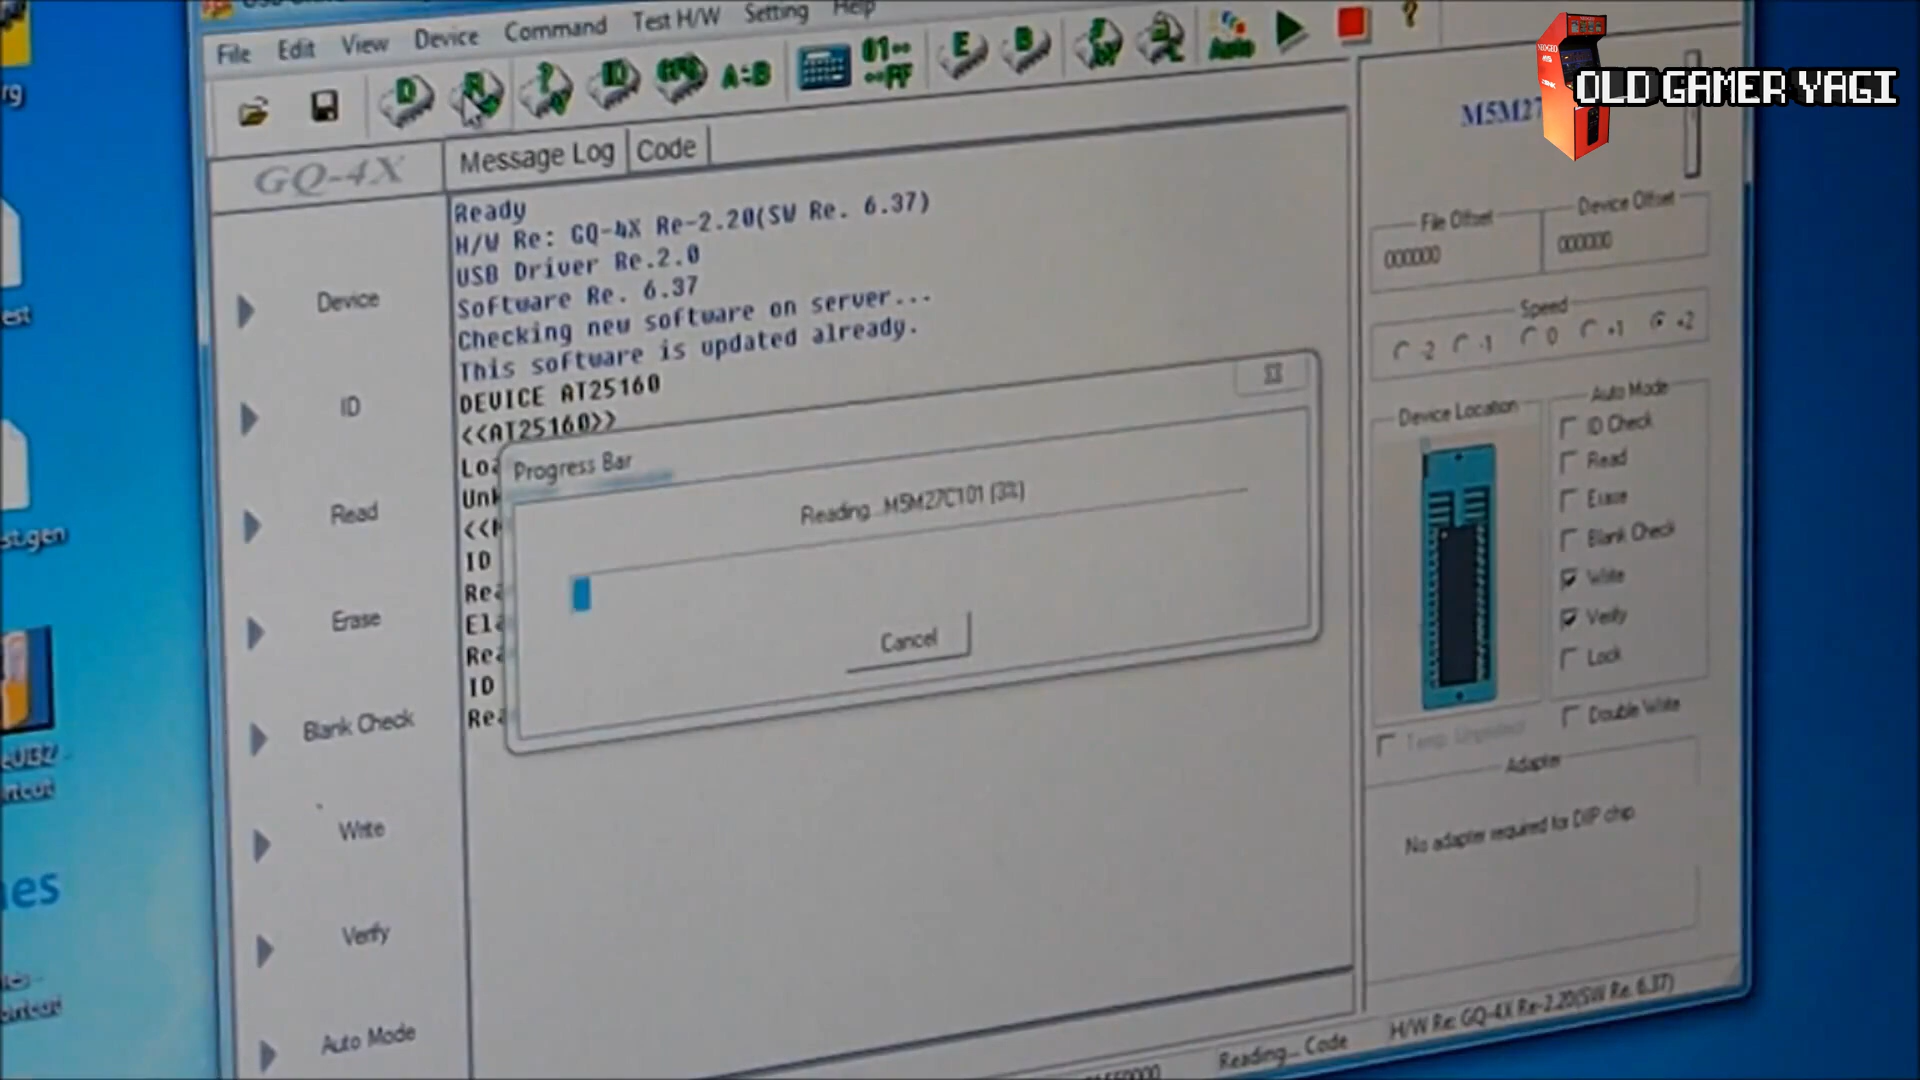 File Edit View Device Command Test H/W Setting Help
OLD GAMER YAGI
rg
D
A=B
01
FF
E
B
Auto
?
M5M27
GQ-4X
Message Log
Code
Ready
H/W Re: GQ-4X Re-2.20(SW Re. 6.37)
USB Driver Re.2.0
Software Re. 6.37
Checking new software on server...
This software is updated already.
DEVICE AT25160
<<AT25160>>
Device
ID
Read
Erase
Blank Check
Write
Verify
Auto Mode
Progress Bar
Reading...M5M27C101 (3%)
Cancel
ID
ID
File Offset
000000
Device Offset
000000
Speed
-2 -1 0 +1 +2
Device Location
Auto Mode
ID Check
Read
Erase
Blank Check
Write
Verify
Lock
Double Write
Adapter
No adapter required for DIP chip
Reading... Code
H/W Re: GQ-4X Re-2.20(SW Re. 6.37)